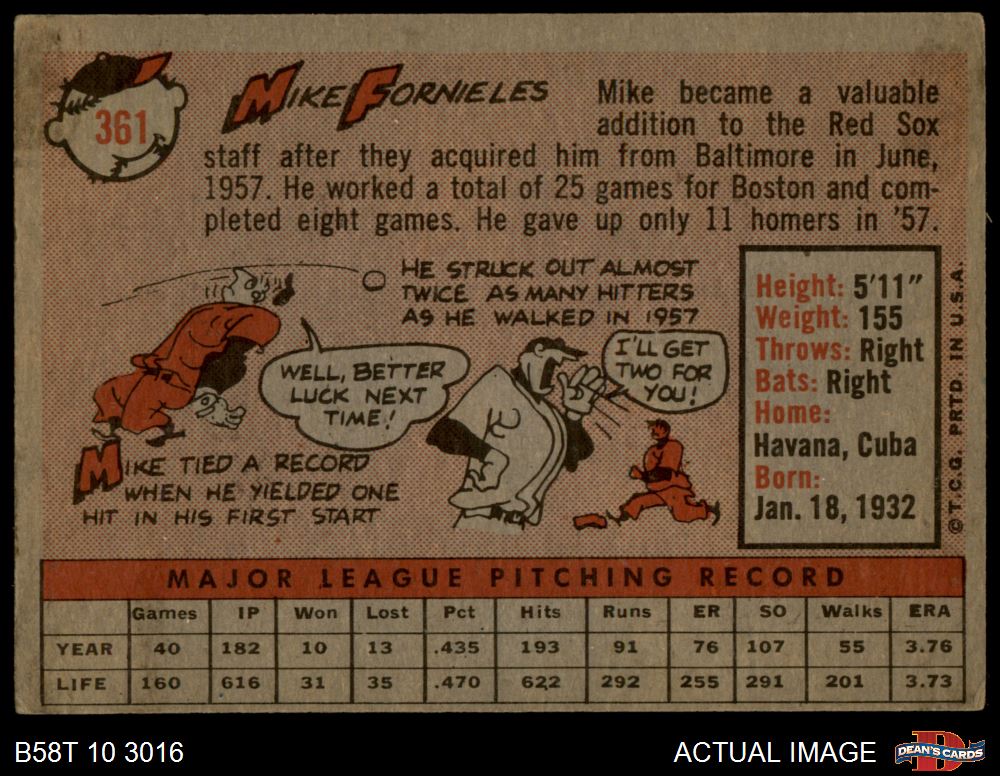 361
MIKE FORNIELES
Mike became a valuable
addition to the Red Sox
staff after they acquired him from Baltimore in June,
1957. He worked a total of 25 games for Boston and com-
pleted eight games. He gave up only 11 homers in '57.
HE STRUCK OUT ALMOST
TWICE AS MANY HITTERS
AS HE WALKED IN 1957
WELL, BETTER
LUCK NEXT
TIME!
I'LL GET
TWO FOR
YOU!
MIKE TIED A RECORD
WHEN HE YIELDED ONE
HIT IN HIS FIRST START
Height: 5'11"
Weight: 155
Throws: Right
Bats: Right
Home:
Havana, Cuba
Born:
Jan. 18, 1932
© T.C.G. PRTD. IN U.S.A.
MAJOR LEAGUE PITCHING RECORD
Games IP Won Lost Pct Hits Runs ER SO Walks ERA
YEAR 40 182 10 13 .435 193 91 76 107 55 3.76
LIFE 160 616 31 35 .470 622 292 255 291 201 3.73
B58T 10 3016
ACTUAL IMAGE
DEAN'S CARDS